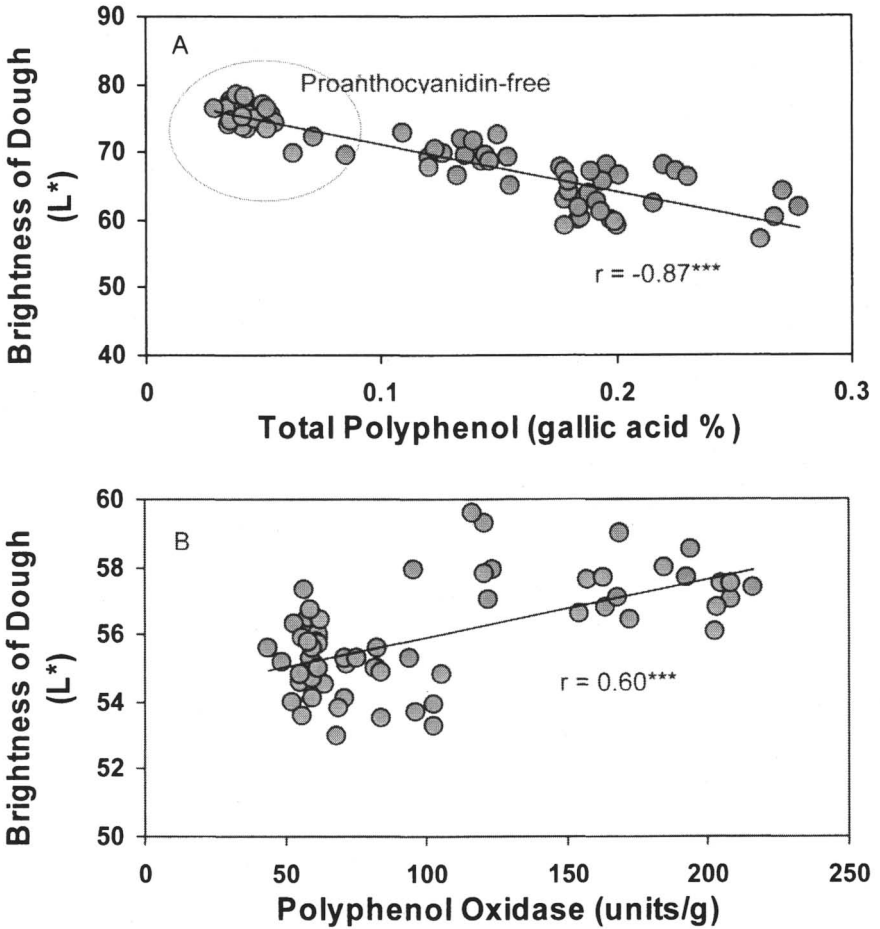 A
Proanthocyanidin-free
r = -0.87***
Brightness of Dough
(L*)
90
80
70
60
50
40
0
0.1
0.2
0.3
Total Polyphenol (gallic acid %)
B
r = 0.60***
Brightness of Dough
(L*)
60
58
56
54
52
50
0
50
100
150
200
250
Polyphenol Oxidase (units/g)